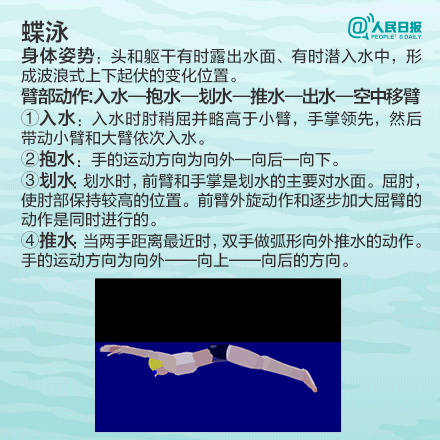 蝶泳
@人民日报
PEOPLE'S DAILY
身体姿势：头和躯干有时露出水面、有时潜入水中，形
成波浪式上下起伏的变化位置。
臂部动作:入水—抱水—划水—推水—出水—空中移臂
①入水：入水时肘稍屈并略高于小臂，手掌领先，然后
带动小臂和大臂依次入水。
②抱水：手的运动方向为向外—向后—向下。
③划水:划水时，前臂和手掌是划水的主要对水面。屈肘，
使肘部保持较高的位置。前臂外旋动作和逐步加大屈臂的
动作是同时进行的。
④推水:当两手距离最近时，双手做弧形向外推水的动作。
手的运动方向为向外——向上——向后的方向。